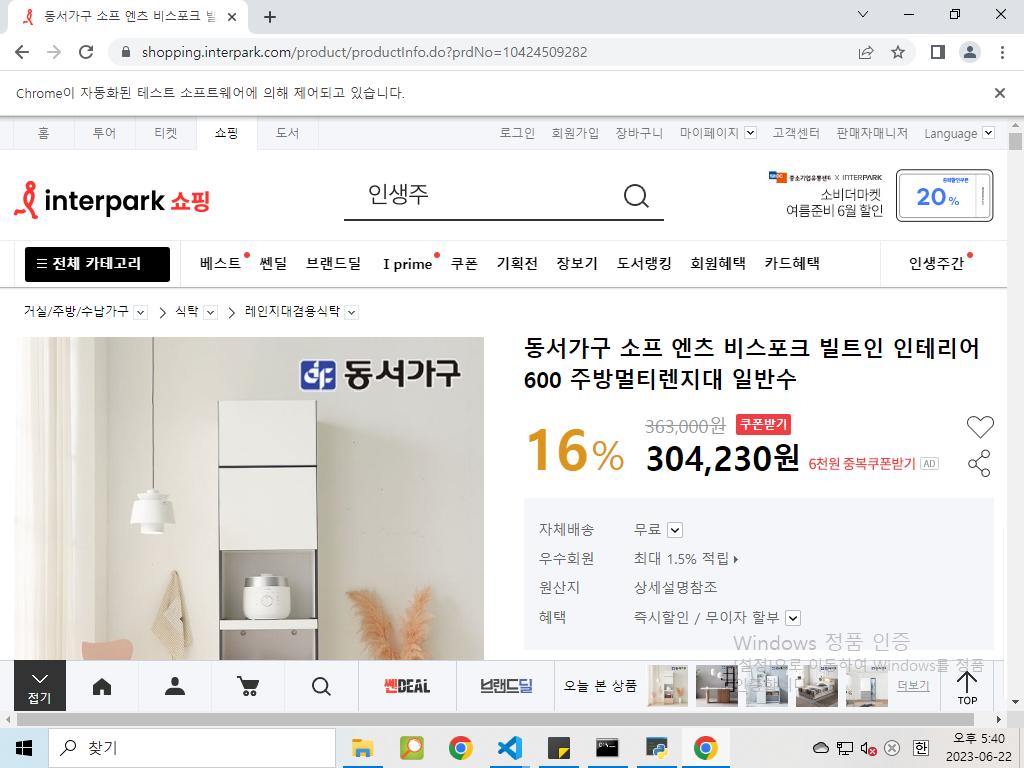 동서가구 소프 엔츠 비스포크 빌
shopping.interpark.com/product/productInfo.do?prdNo=10424509282
Chrome이 자동화된 테스트 소프트웨어에 의해 제어되고 있습니다.
홈 투어 티켓 쇼핑 도서 로그인 회원가입 장바구니 마이페이지 고객센터 판매자매니저 Language
interpark 쇼핑
인생주
중소기업유통센터 X INTERPARK
소비더마켓
여름준비 6월 할인
20%
전체 카테고리 베스트 쎈딜 브랜드딜 I prime 쿠폰 기획전 장보기 도서랭킹 회원혜택 카드혜택 인생주간
거실/주방/수납가구 식탁 레인지대겸용식탁
동서가구
동서가구 소프 엔츠 비스포크 빌트인 인테리어
600 주방멀티렌지대 일반수
16%
363,000원 쿠폰받기
304,230원 6천원 중복쿠폰받기 AD
자체배송 무료
우수회원 최대 1.5% 적립
원산지 상세설명참조
혜택 즉시할인 / 무이자 할부
Windows 정품 인증
[설정]으로 이동하여 Windows를 정품
접기
쎈DEAL
브랜드딜
오늘 본 상품
더보기
TOP
찾기
한
오후 5:40
2023-06-22